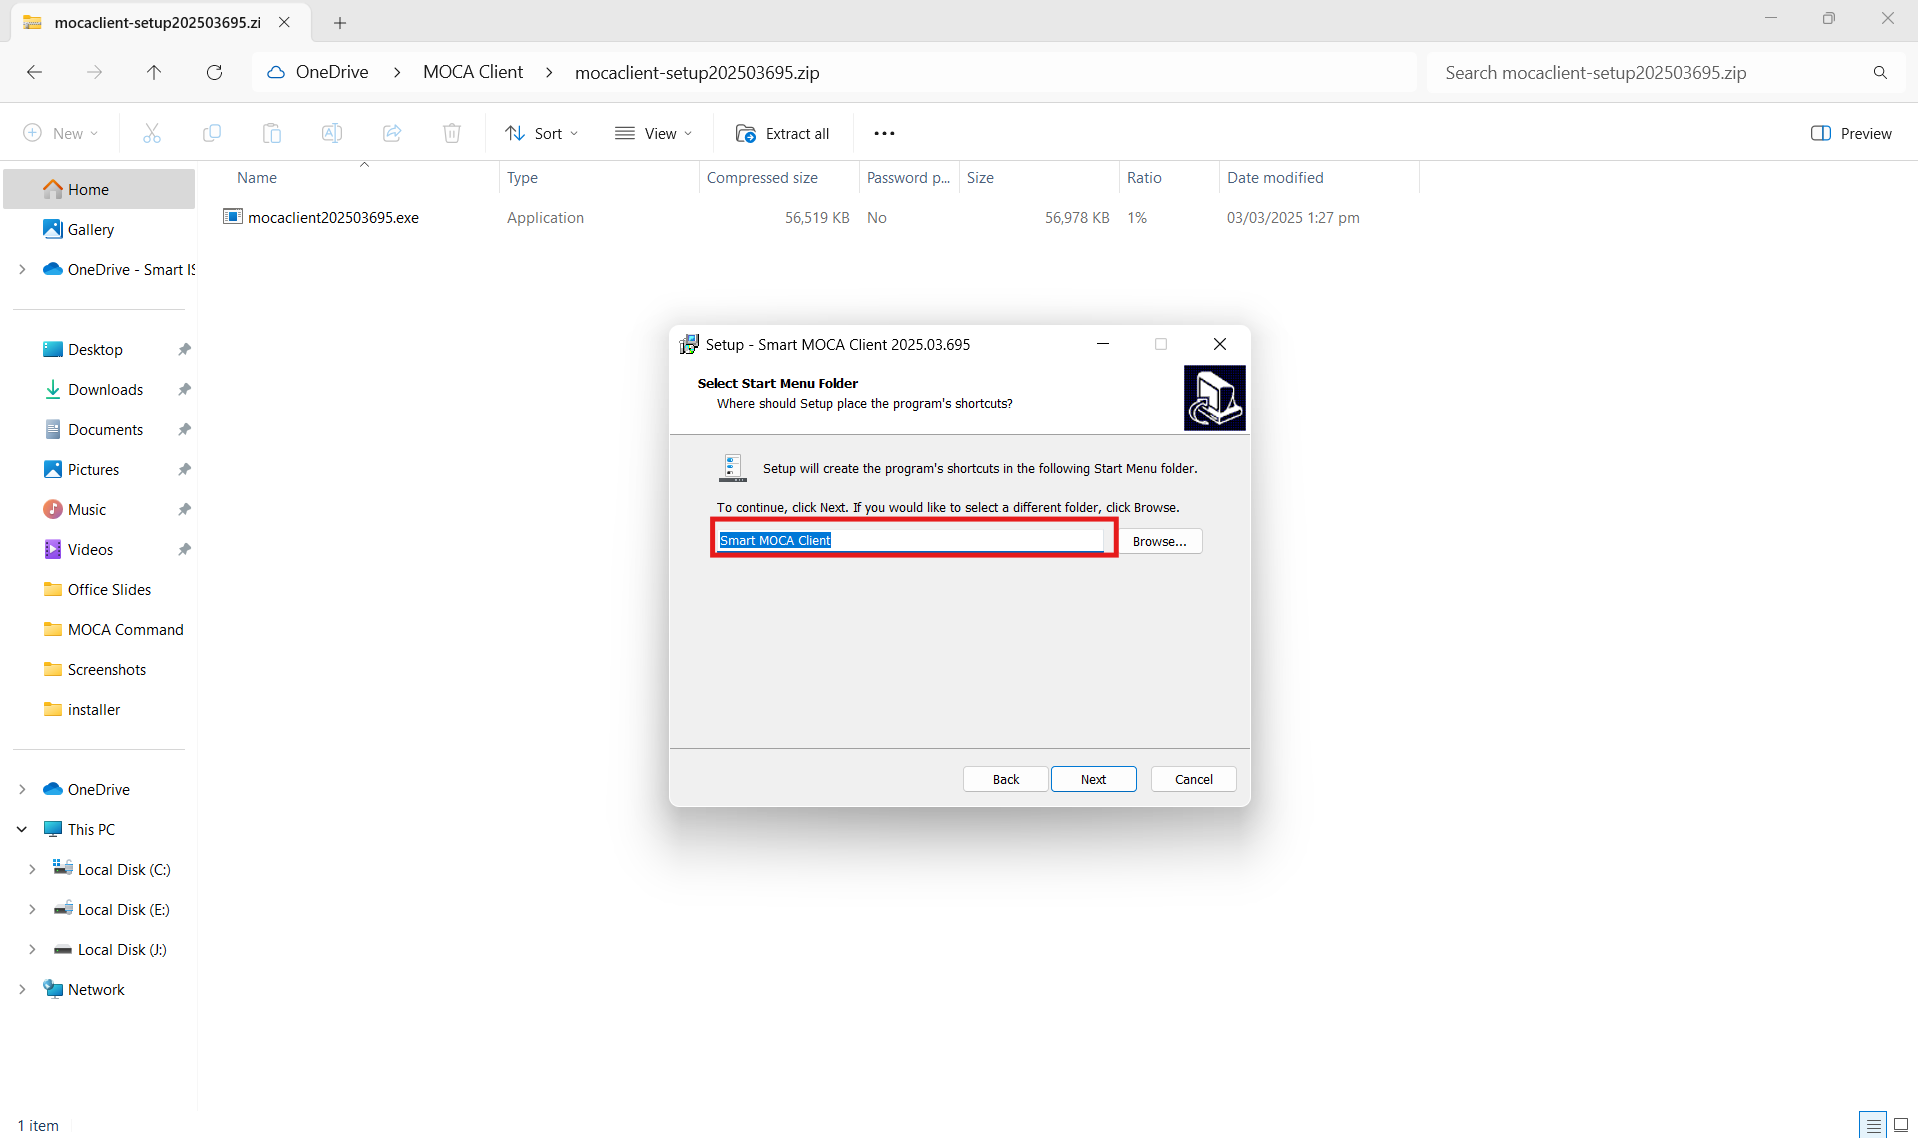 mocaclient-setup202503695.zi
OneDrive
MOCA Client
mocaclient-setup202503695.zip
Search mocaclient-setup202503695.zip
New
Sort
View
Extract all
Preview
Name
Type
Compressed size
Password p...
Size
Ratio
Date modified
mocaclient202503695.exe
Application
56,519 KB
No
56,978 KB
1%
03/03/2025 1:27 pm
Home
Gallery
OneDrive - Smart IS
Desktop
Downloads
Documents
Pictures
Music
Videos
Office Slides
MOCA Command
Screenshots
installer
OneDrive
This PC
Local Disk (C:)
Local Disk (E:)
Local Disk (J:)
Network
1 item
Setup - Smart MOCA Client 2025.03.695
Select Start Menu Folder
Where should Setup place the program's shortcuts?
Setup will create the program's shortcuts in the following Start Menu folder.
To continue, click Next. If you would like to select a different folder, click Browse.
Smart MOCA Client
Browse...
Back
Next
Cancel